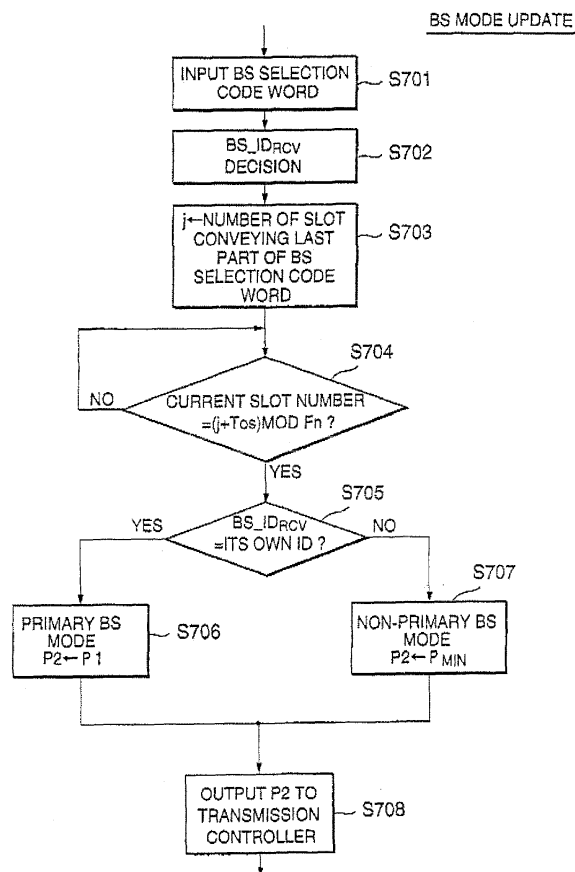 BS MODE UPDATE
INPUT BS SELECTION
CODE WORD
S701
BS_IDRCV
DECISION
S702
j←NUMBER OF SLOT
CONVEYING LAST
PART OF BS
SELECTION CODE
WORD
S703
S704
CURRENT SLOT NUMBER
=(j+Tos)MOD Fn ?
NO
YES
S705
BS_IDRCV
=ITS OWN ID ?
YES
NO
PRIMARY BS
MODE
P2←P1
S706
S707
NON-PRIMARY BS
MODE
P2←PMIN
OUTPUT P2 TO
TRANSMISSION
CONTROLLER
S708